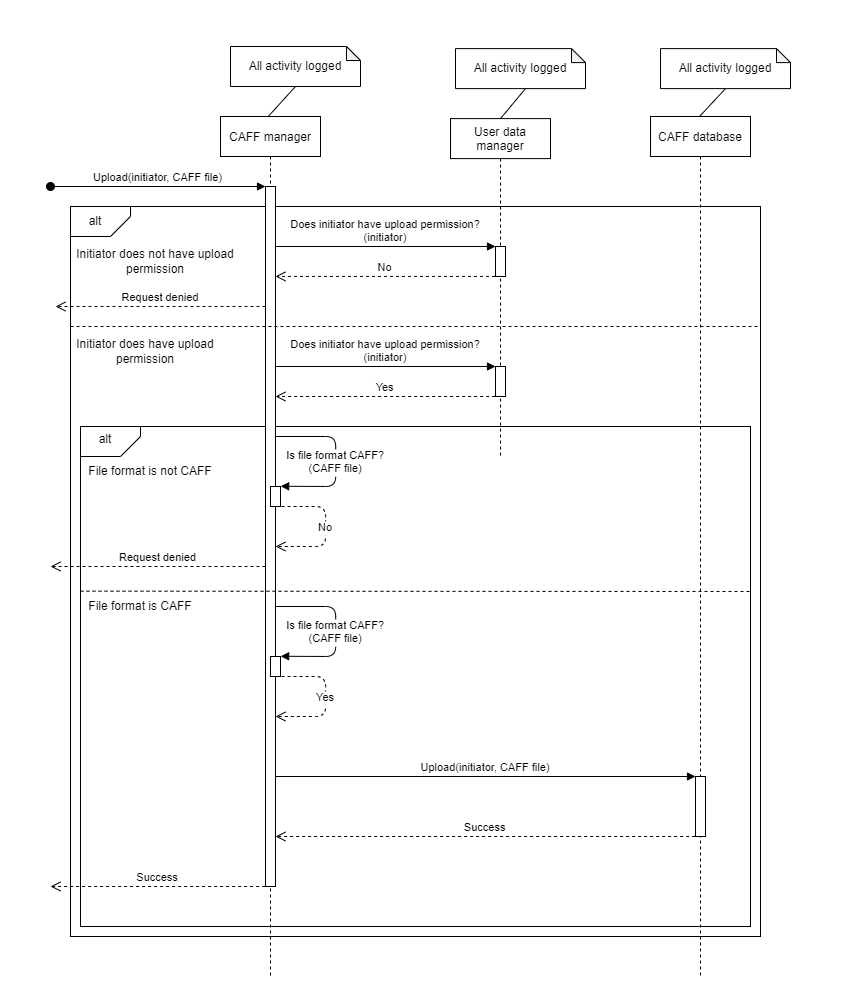 All activity logged
All activity logged
All activity logged
CAFF manager
User data
manager
CAFF database
Upload(initiator, CAFF file)
alt
Does initiator have upload permission?
(initiator)
Initiator does not have upload
permission
No
Request denied
Initiator does have upload
permission
Does initiator have upload permission?
(initiator)
Yes
alt
Is file format CAFF?
(CAFF file)
File format is not CAFF
No
Request denied
File format is CAFF
Is file format CAFF?
(CAFF file)
Yes
Upload(initiator, CAFF file)
Success
Success